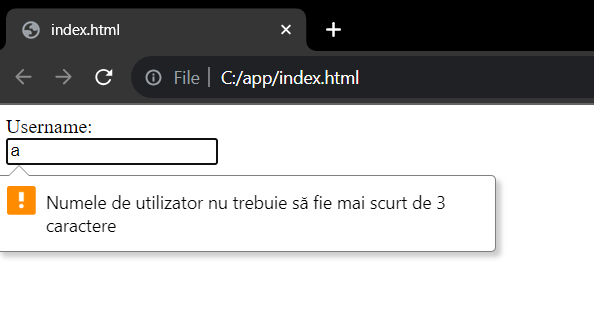 index.html
File
C:/app/index.html
Username:
a
Numele de utilizator nu trebuie să fie mai scurt de 3
caractere